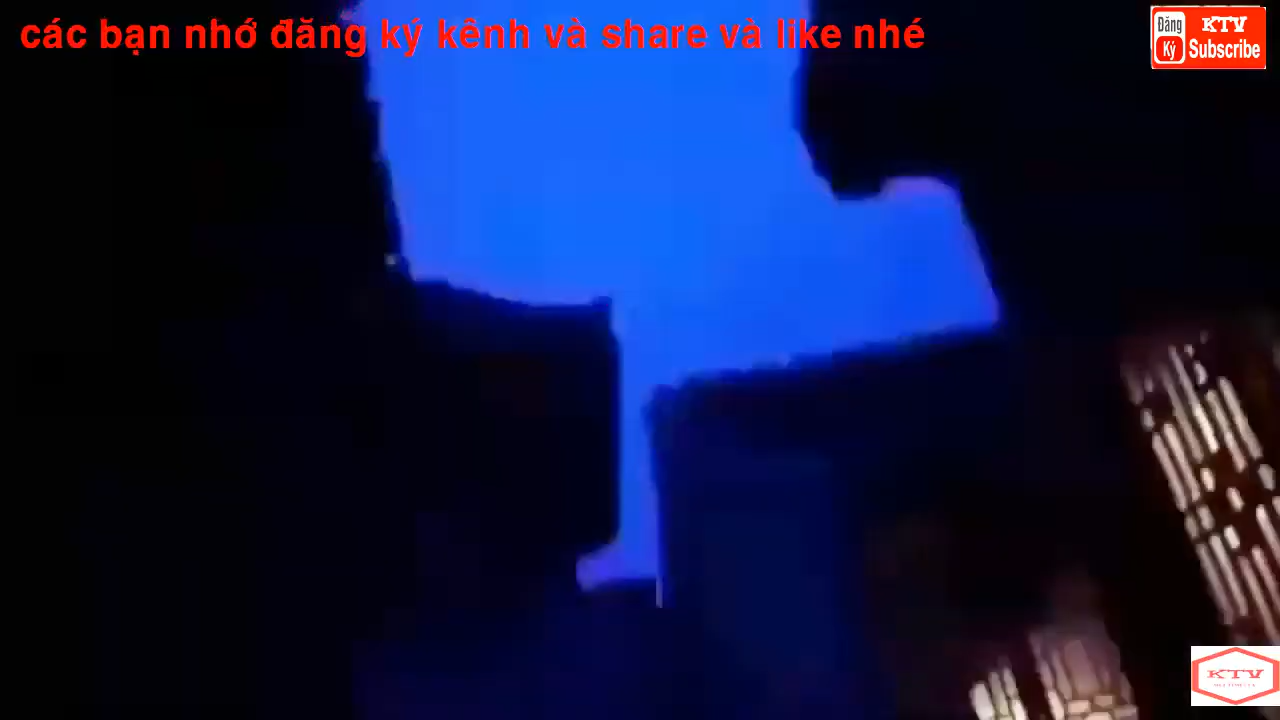 các bạn nhớ đăng ký kênh và share và like nhé
Đăng
Ký
KTV
Subscribe
KTV